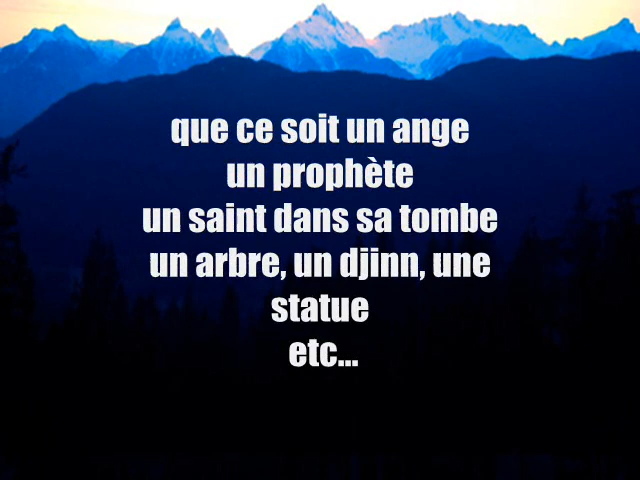 que ce soit un ange
un prophète
un saint dans sa tombe
un arbre, un djinn, une
statue
etc...